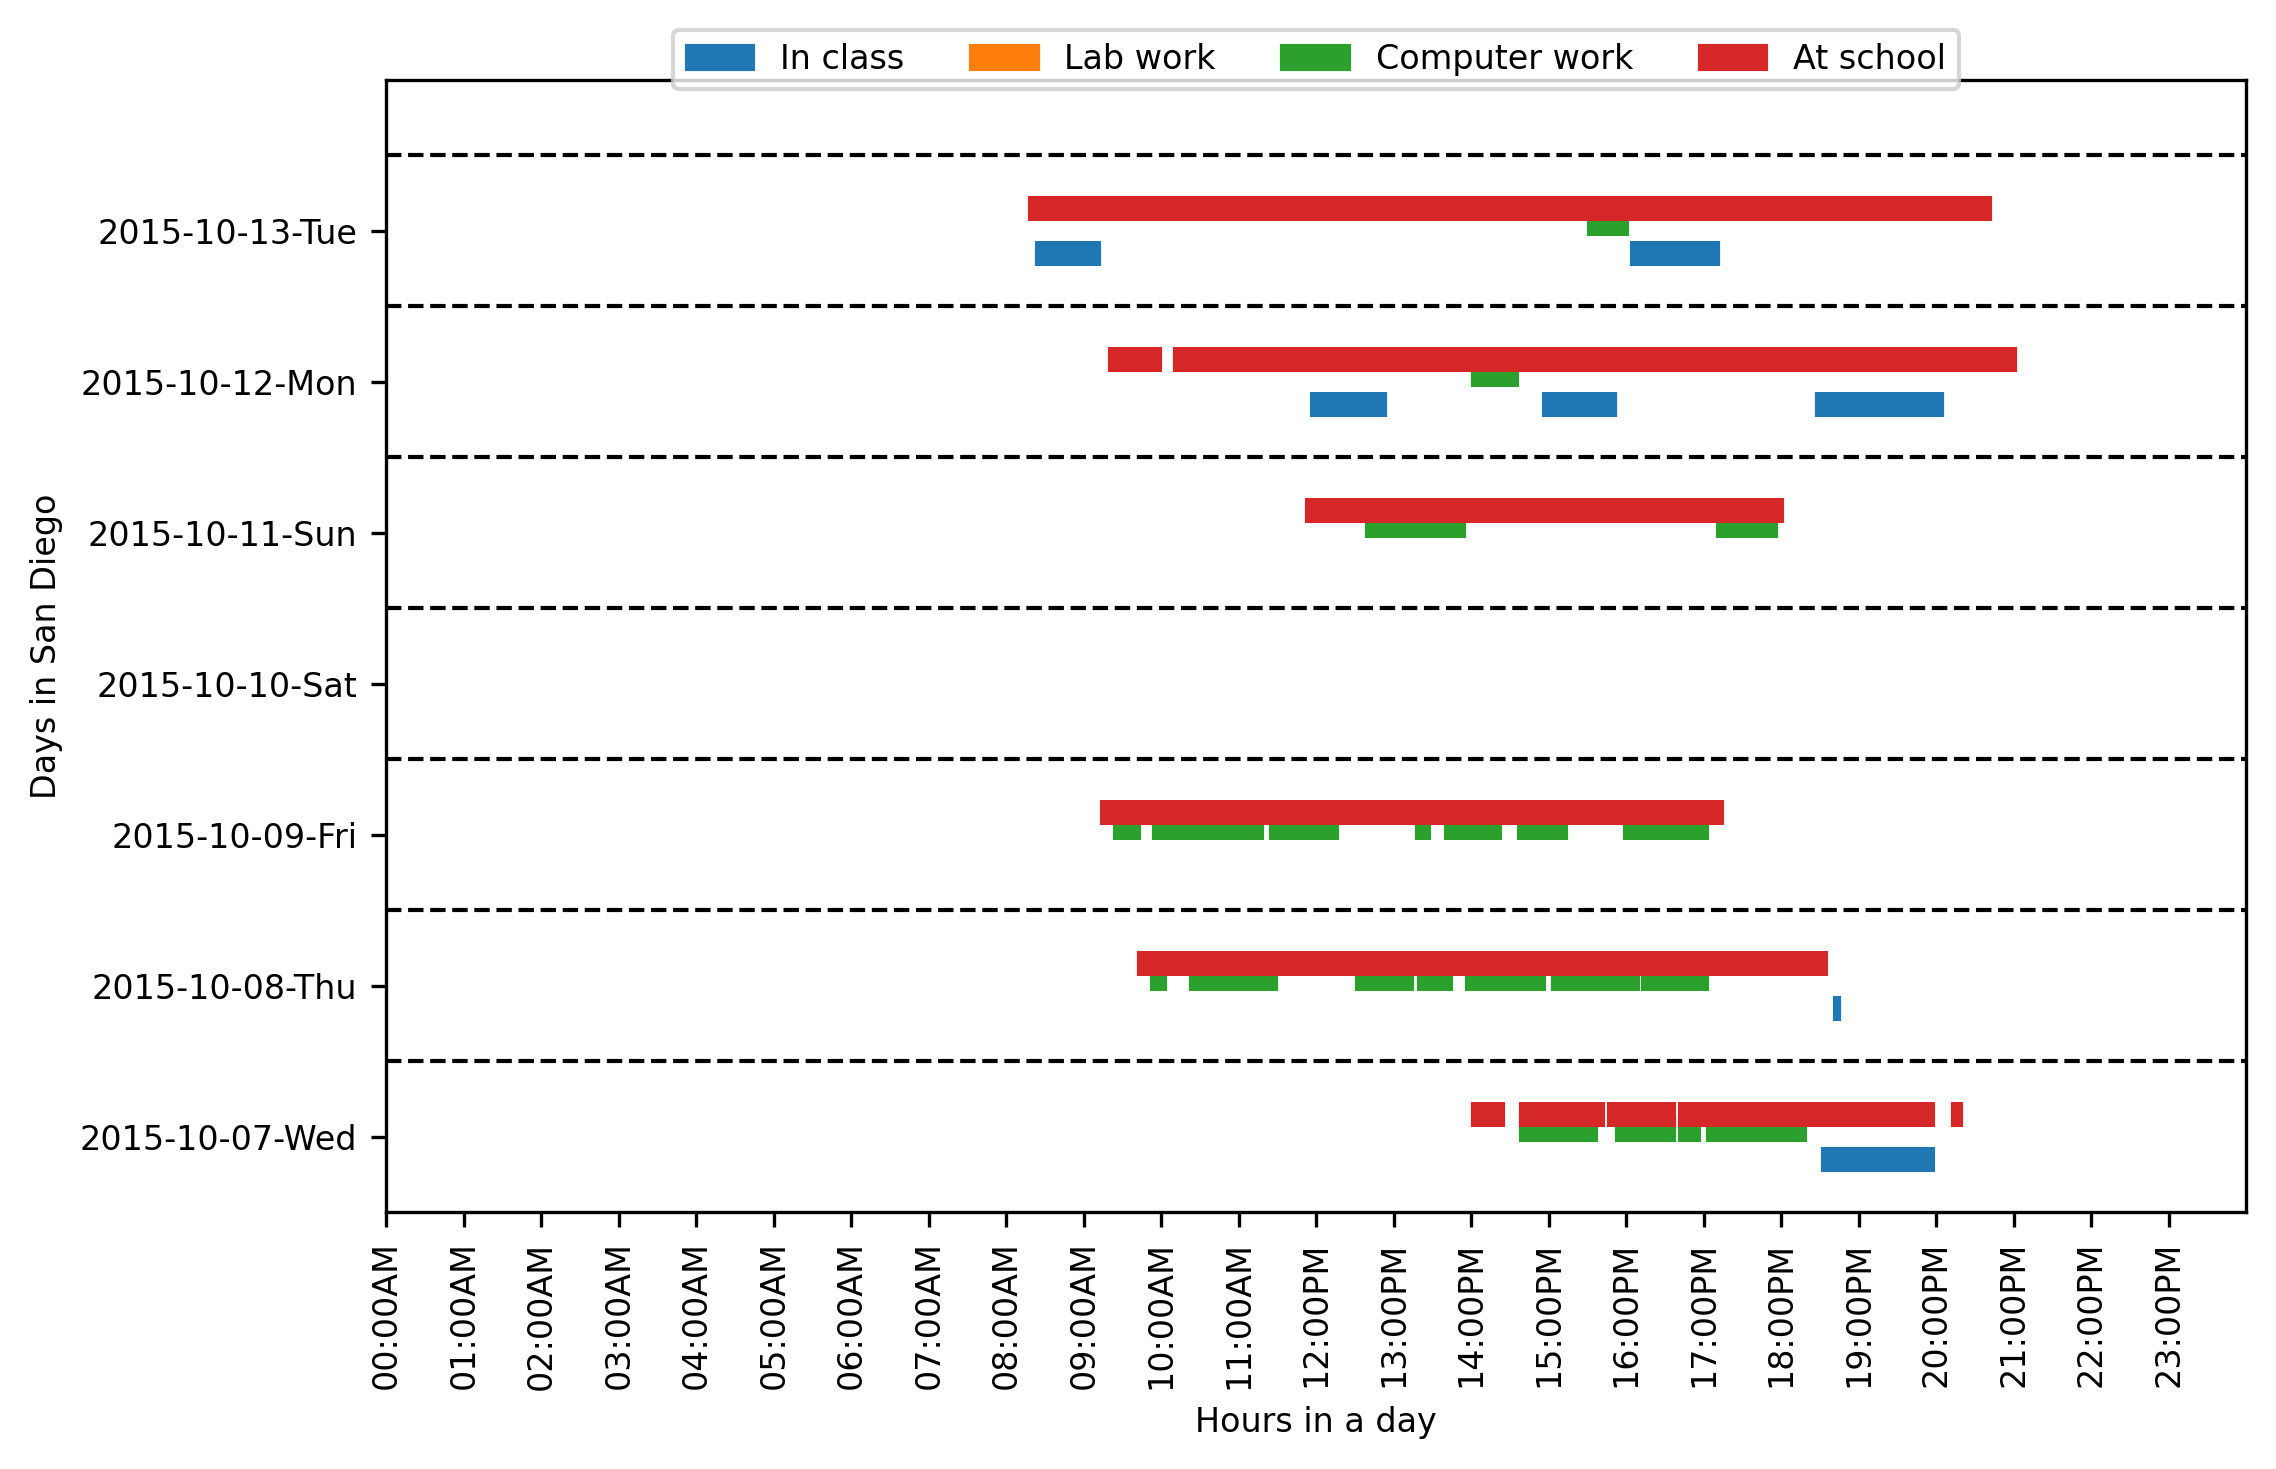 In class Lab work Computer work At school
2015-10-13-Tue
2015-10-12-Mon
2015-10-11-Sun
2015-10-10-Sat
2015-10-09-Fri
2015-10-08-Thu
2015-10-07-Wed
Days in San Diego
00:00AM
01:00AM
02:00AM
03:00AM
04:00AM
05:00AM
06:00AM
07:00AM
08:00AM
09:00AM
10:00AM
11:00AM
12:00PM
13:00PM
14:00PM
15:00PM
16:00PM
17:00PM
18:00PM
19:00PM
20:00PM
21:00PM
22:00PM
23:00PM
Hours in a day